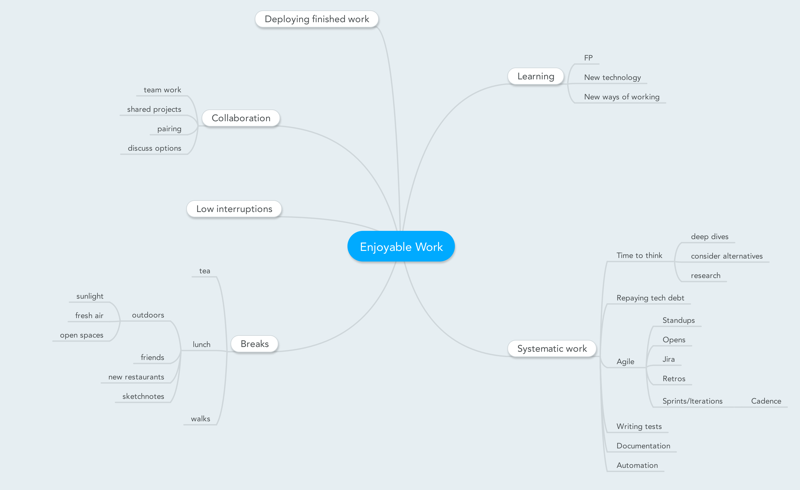 Enjoyable Work
Deploying finished work
Collaboration
team work
shared projects
pairing
discuss options
Low interruptions
Breaks
tea
lunch
outdoors
sunlight
fresh air
open spaces
friends
new restaurants
sketchnotes
walks
Learning
FP
New technology
New ways of working
Systematic work
Time to think
deep dives
consider alternatives
research
Repaying tech debt
Agile
Standups
Opens
Jira
Retros
Sprints/Iterations
Cadence
Writing tests
Documentation
Automation